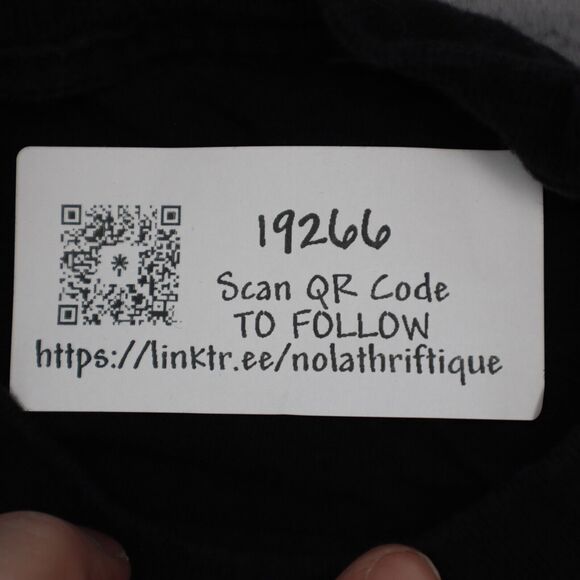 19266
Scan QR Code
TO FOLLOW
https://linktr.ee/nolathriftique